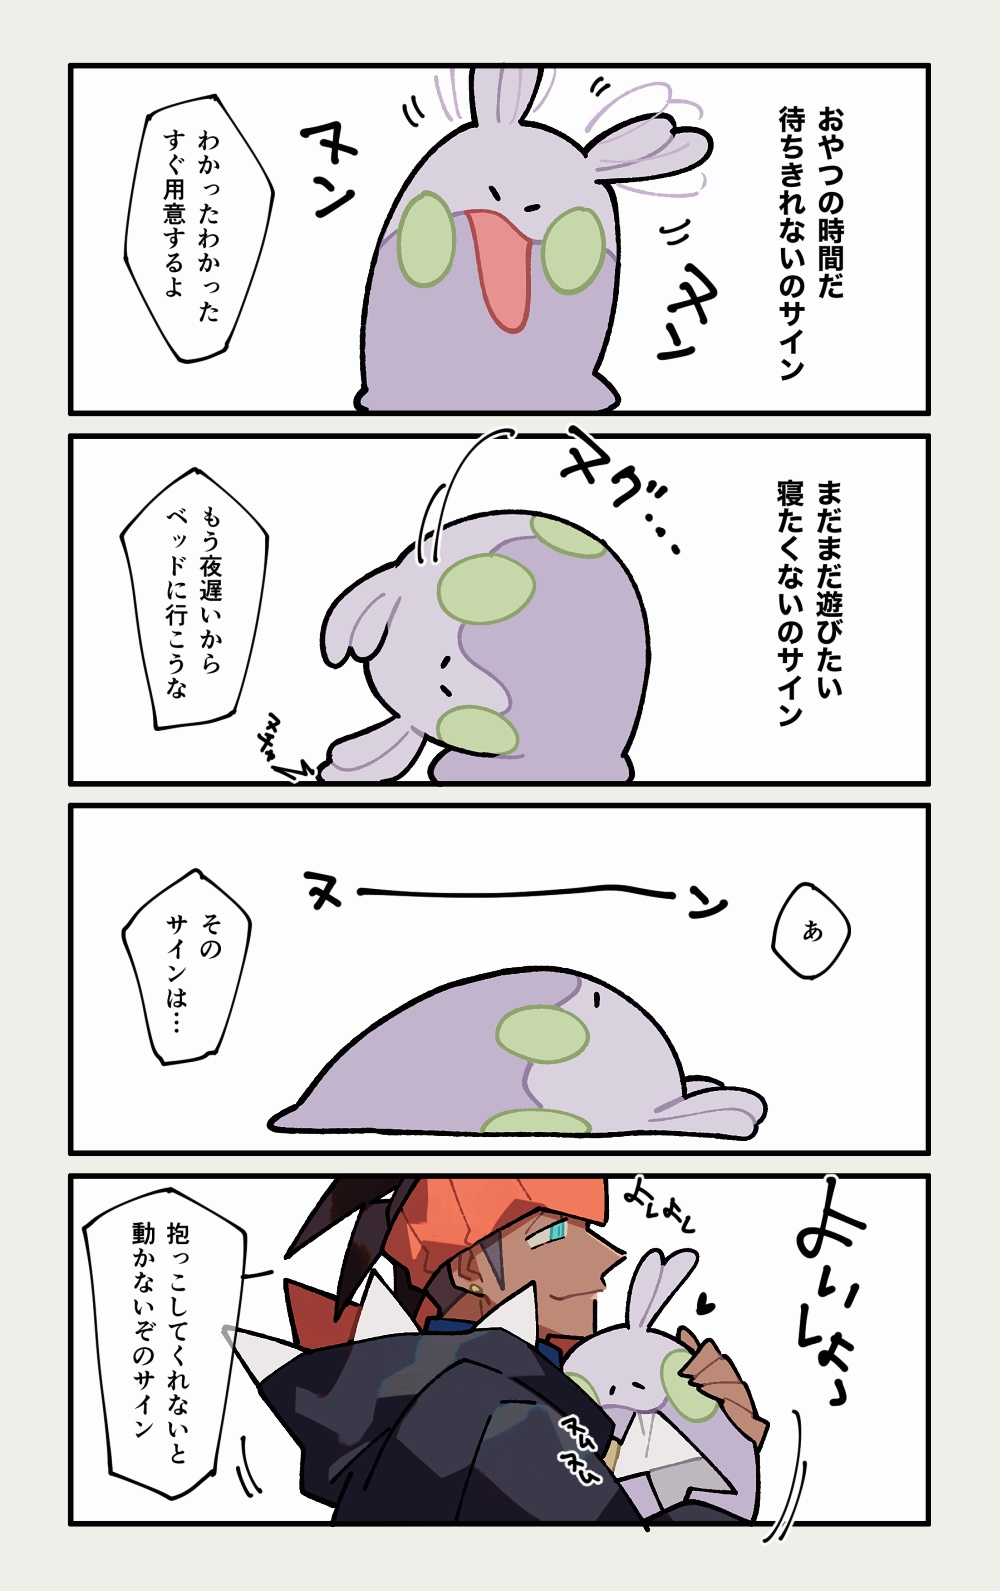 おやつの時間だ
待ちきれないのサイン
ヌン
ヌン
わかったわかった
すぐ用意するよ
まだまだ遊びたい
寝たくないのサイン
ヌグ…
もう夜遅いから
ベッドに行こうな
あ
ヌーン
その
サインは…
よいしょっ
よしよし
抱っこしてくれないと
動かないぞのサイン